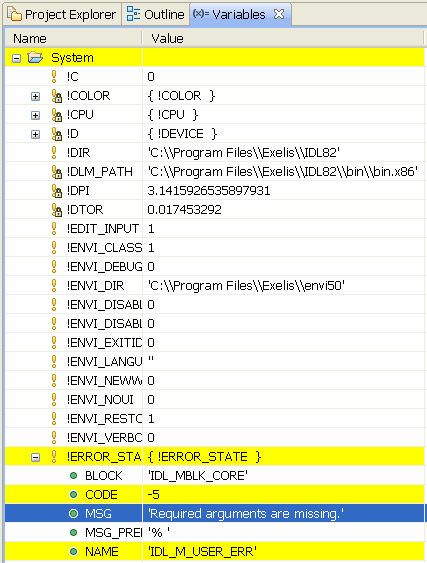 Project Explorer Outline (x)= Variables
Name Value
System
!C 0
!COLOR { !COLOR }
!CPU { !CPU }
!D { !DEVICE }
!DIR 'C:\\Program Files\\Exelis\\IDL82'
!DLM_PATH 'C:\\Program Files\\Exelis\\IDL82\\bin\\bin.x86'
!DPI 3.1415926535897931
!DTOR 0.017453292
!EDIT_INPUT 1
!ENVI_CLASS 1
!ENVI_DEBUG 0
!ENVI_DIR 'C:\\Program Files\\Exelis\\envi50'
!ENVI_DISABL 0
!ENVI_DISABL 0
!ENVI_EXITID 0
!ENVI_LANGU ''
!ENVI_NEWW 0
!ENVI_NOUI 0
!ENVI_RESTO 1
!ENVI_VERBO 0
!ERROR_STA { !ERROR_STATE }
BLOCK 'IDL_MBLK_CORE'
CODE -5
MSG 'Required arguments are missing.'
MSG_PREI '% '
NAME 'IDL_M_USER_ERR'